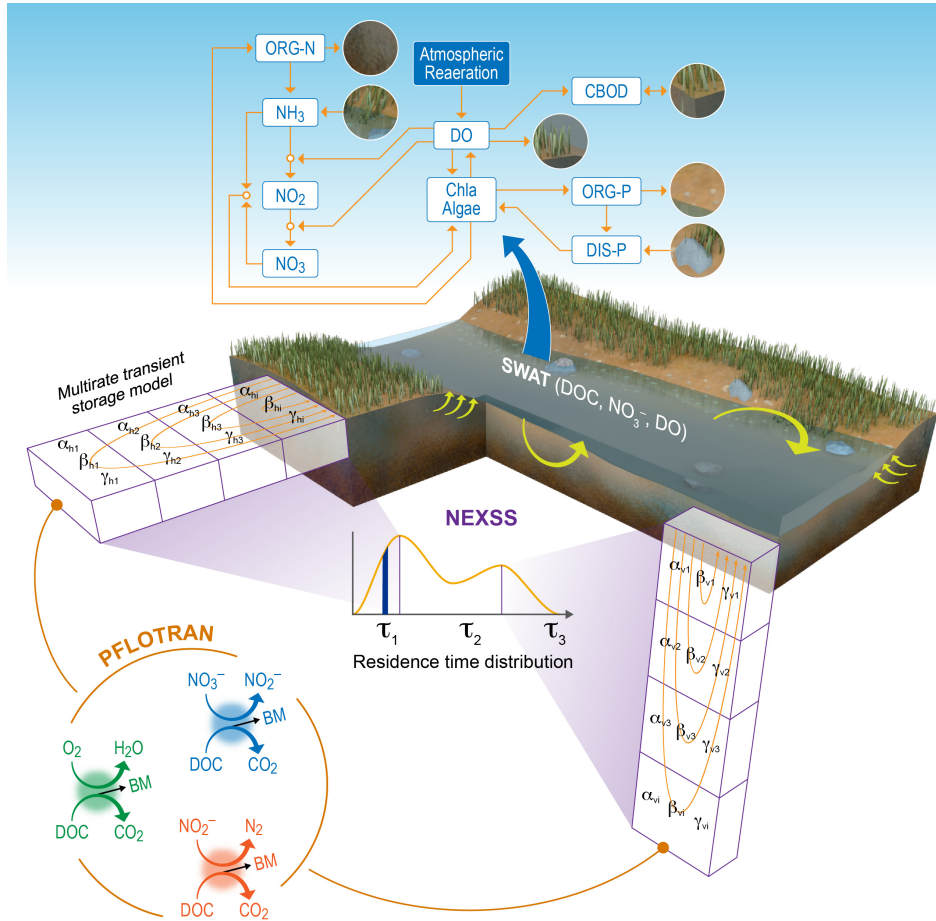 ORG-N
Atmospheric
Reaeration
CBOD
NH₃
DO
NO₂
Chla
Algae
ORG-P
NO₃
DIS-P
Multirate transient
storage model
SWAT (DOC, NO₃⁻, DO)
αh1 αh2 αh3 αhi
βh1 βh2 βh3 βhi
γh1 γh2 γh3 γhi
NEXSS
τ₁ τ₂ τ₃
Residence time distribution
αv1 βv1 γv1
αv2 βv2 γv2
αv3 βv3 γv3
αvi βvi γvi
PFLOTRAN
NO₃⁻ NO₂⁻
BM
DOC CO₂
O₂ H₂O
BM
DOC CO₂
NO₂⁻ N₂
BM
DOC CO₂